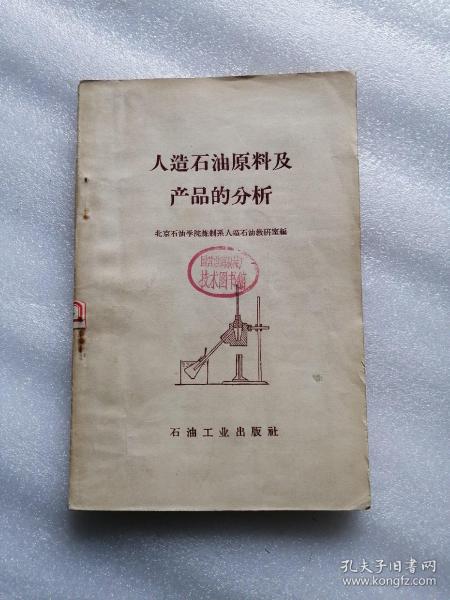 人造石油原料及
产品的分析
北京石油学院炼制系人造石油教研室编
技术图书馆
石油工业出版社
孔夫子旧书网
www.kongfz.com